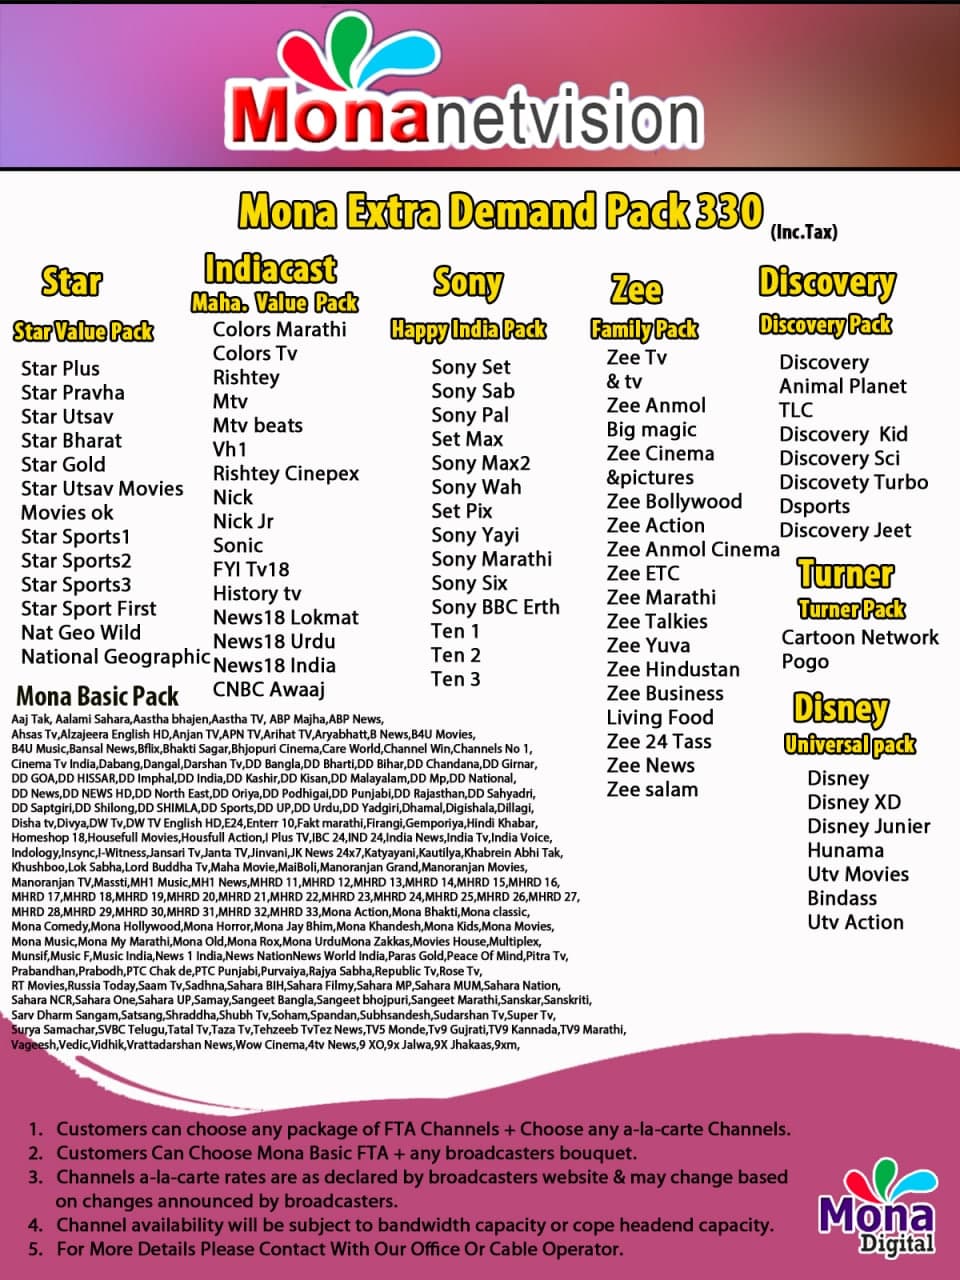 Mona netvision
Mona Extra Demand Pack 330 (Inc.Tax)
Star
Star Value Pack
Star Plus
Star Pravha
Star Utsav
Star Bharat
Star Gold
Star Utsav Movies
Movies ok
Star Sports1
Star Sports2
Star Sports3
Star Sport First
Nat Geo Wild
National Geographic
Indiacast
Maha. Value Pack
Colors Marathi
Colors Tv
Rishtey
Mtv
Mtv beats
Vh1
Rishtey Cinepex
Nick
Nick Jr
Sonic
FYI Tv18
History tv
News18 Lokmat
News18 Urdu
News18 India
CNBC Awaaj
Sony
Happy India Pack
Sony Set
Sony Sab
Sony Pal
Set Max
Sony Max2
Sony Wah
Set Pix
Sony Yayi
Sony Marathi
Sony Six
Sony BBC Erth
Ten 1
Ten 2
Ten 3
Zee
Family Pack
Zee Tv
& tv
Zee Anmol
Big magic
Zee Cinema
&pictures
Zee Bollywood
Zee Action
Zee Anmol Cinema
Zee ETC
Zee Marathi
Zee Talkies
Zee Yuva
Zee Hindustan
Zee Business
Living Food
Zee 24 Tass
Zee News
Zee salam
Discovery
Discovery Pack
Discovery
Animal Planet
TLC
Discovery Kid
Discovery Sci
Discovety Turbo
Dsports
Discovery Jeet
Turner
Turner Pack
Cartoon Network
Pogo
Disney
Universal pack
Disney
Disney XD
Disney Junier
Hunama
Utv Movies
Bindass
Utv Action
Mona Basic Pack
Aaj Tak, Aalami Sahara,Aastha bhajen,Aastha TV, ABP Majha,ABP News,
Ahsas Tv,Alzajeera English HD,Anjan TV,APN TV,Arihat TV,Aryabhatt,B News,B4U Movies,
B4U Music,Bansal News,Bflix,Bhakti Sagar,Bhjopuri Cinema,Care World,Channel Win,Channels No 1,
Cinema Tv India,Dabang,Dangal,Darshan Tv,DD Bangla,DD Bharti,DD Bihar,DD Chandana,DD Girnar,
DD GOA,DD HISSAR,DD Imphal,DD India,DD Kashir,DD Kisan,DD Malayalam,DD Mp,DD National,
DD News,DD NEWS HD,DD North East,DD Oriya,DD Podhigai,DD Punjabi,DD Rajasthan,DD Sahyadri,
DD Saptgiri,DD Shilong,DD SHIMLA,DD Sports,DD UP,DD Urdu,DD Yadgiri,Dhamal,Digishala,Dillagi,
Disha tv,Divya,DW Tv,DW TV English HD,E24,Enterr 10,Fakt marathi,Firangi,Gemporiya,Hindi Khabar,
Homeshop 18,Housefull Movies,Housfull Action,I Plus TV,IBC 24,IND 24,India News,India Tv,India Voice,
Indology,Insync,I-Witness,Jansari Tv,Janta TV,Jinvani,JK News 24x7,Katyayani,Kautilya,Khabrein Abhi Tak,
Khushboo,Lok Sabha,Lord Buddha Tv,Maha Movie,MaiBoli,Manoranjan Grand,Manoranjan Movies,
Manoranjan TV,Massti,MH1 Music,MH1 News,MHRD 11,MHRD 12,MHRD 13,MHRD 14,MHRD 15,MHRD 16,
MHRD 17,MHRD 18,MHRD 19,MHRD 20,MHRD 21,MHRD 22,MHRD 23,MHRD 24,MHRD 25,MHRD 26,MHRD 27,
MHRD 28,MHRD 29,MHRD 30,MHRD 31,MHRD 32,MHRD 33,Mona Action,Mona Bhakti,Mona classic,
Mona Comedy,Mona Hollywood,Mona Horror,Mona Jay Bhim,Mona Khandesh,Mona Kids,Mona Movies,
Mona Music,Mona My Marathi,Mona Old,Mona Rox,Mona UrduMona Zakkas,Movies House,Multiplex,
Munsif,Music F,Music India,News 1 India,News NationNews World India,Paras Gold,Peace Of Mind,Pitra Tv,
Prabandhan,Prabodh,PTC Chak de,PTC Punjabi,Purvaiya,Rajya Sabha,Republic Tv,Rose Tv,
RT Movies,Russia Today,Saam Tv,Sadhna,Sahara BIH,Sahara Filmy,Sahara MP,Sahara MUM,Sahara Nation,
Sahara NCR,Sahara One,Sahara UP,Samay,Sangeet Bangla,Sangeet bhojpuri,Sangeet Marathi,Sanskar,Sanskriti,
Sarv Dharm Sangam,Satsang,Shraddha,Shubh Tv,Soham,Spandan,Subhsandesh,Sudarshan Tv,Super Tv,
Surya Samachar,SVBC Telugu,Tatal Tv,Taza Tv,Tehzeeb TvTez News,TV5 Monde,Tv9 Gujrati,TV9 Kannada,TV9 Marathi,
Vageesh,Vedic,Vidhik,Vrattadarshan News,Wow Cinema,4tv News,9 XO,9x Jalwa,9X Jhakaas,9xm,
1. Customers can choose any package of FTA Channels + Choose any a-la-carte Channels.
2. Customers Can Choose Mona Basic FTA + any broadcasters bouquet.
3. Channels a-la-carte rates are as declared by broadcasters website & may change based
on changes announced by broadcasters.
4. Channel availability will be subject to bandwidth capacity or cope headend capacity.
5. For More Details Please Contact With Our Office Or Cable Operator.
Mona
Digital